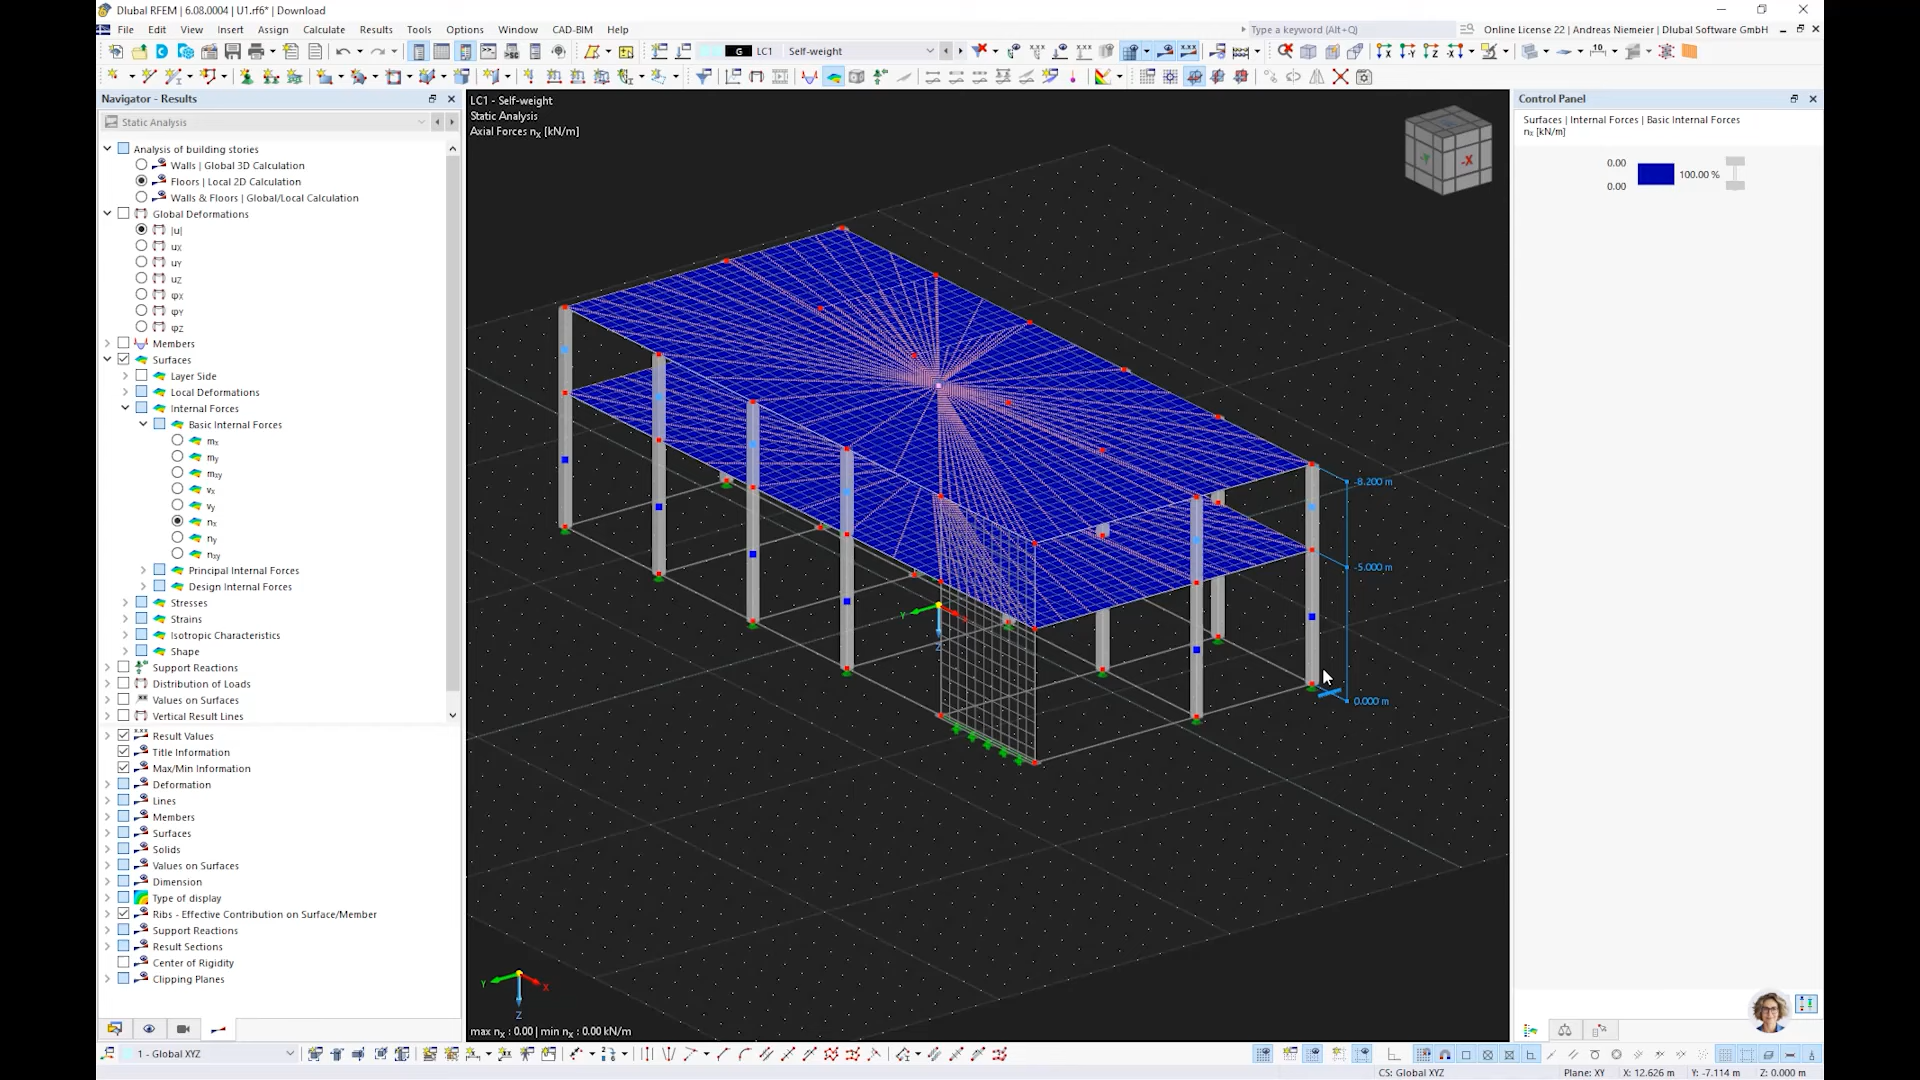 Dlubal RFEM | 6.08.0004 | U1.rf6* | Download
File Edit View Insert Assign Calculate Results Tools Options Window CAD-BIM Help
Type a keyword (Alt+Q)
Online License 22 | Andreas Niemeier | Dlubal Software GmbH
G LC1 Self-weight
Navigator - Results
Static Analysis
Analysis of building stories
Walls | Global 3D Calculation
Floors | Local 2D Calculation
Walls & Floors | Global/Local Calculation
Global Deformations
|u|
uX
uY
uZ
φX
φY
φZ
Members
Surfaces
Layer Side
Local Deformations
Internal Forces
Basic Internal Forces
mx
my
mxy
vx
vy
nx
ny
nxy
Principal Internal Forces
Design Internal Forces
Stresses
Strains
Isotropic Characteristics
Shape
Support Reactions
Distribution of Loads
Values on Surfaces
Vertical Result Lines
Result Values
Title Information
Max/Min Information
Deformation
Lines
Members
Surfaces
Solids
Values on Surfaces
Dimension
Type of display
Ribs - Effective Contribution on Surface/Member
Support Reactions
Result Sections
Center of Rigidity
Clipping Planes
LC1 - Self-weight
Static Analysis
Axial Forces nx [kN/m]
-Y
-X
-8.200 m
-5.000 m
0.000 m
Y
Z
Y
X
Z
max nx : 0.00 | min nx : 0.00 kN/m
Control Panel
Surfaces | Internal Forces | Basic Internal Forces
nx [kN/m]
0.00
0.00
100.00 %
1 - Global XYZ
CS: Global XYZ
Plane: XY
X: 12.626 m
Y: -7.114 m
Z: 0.000 m